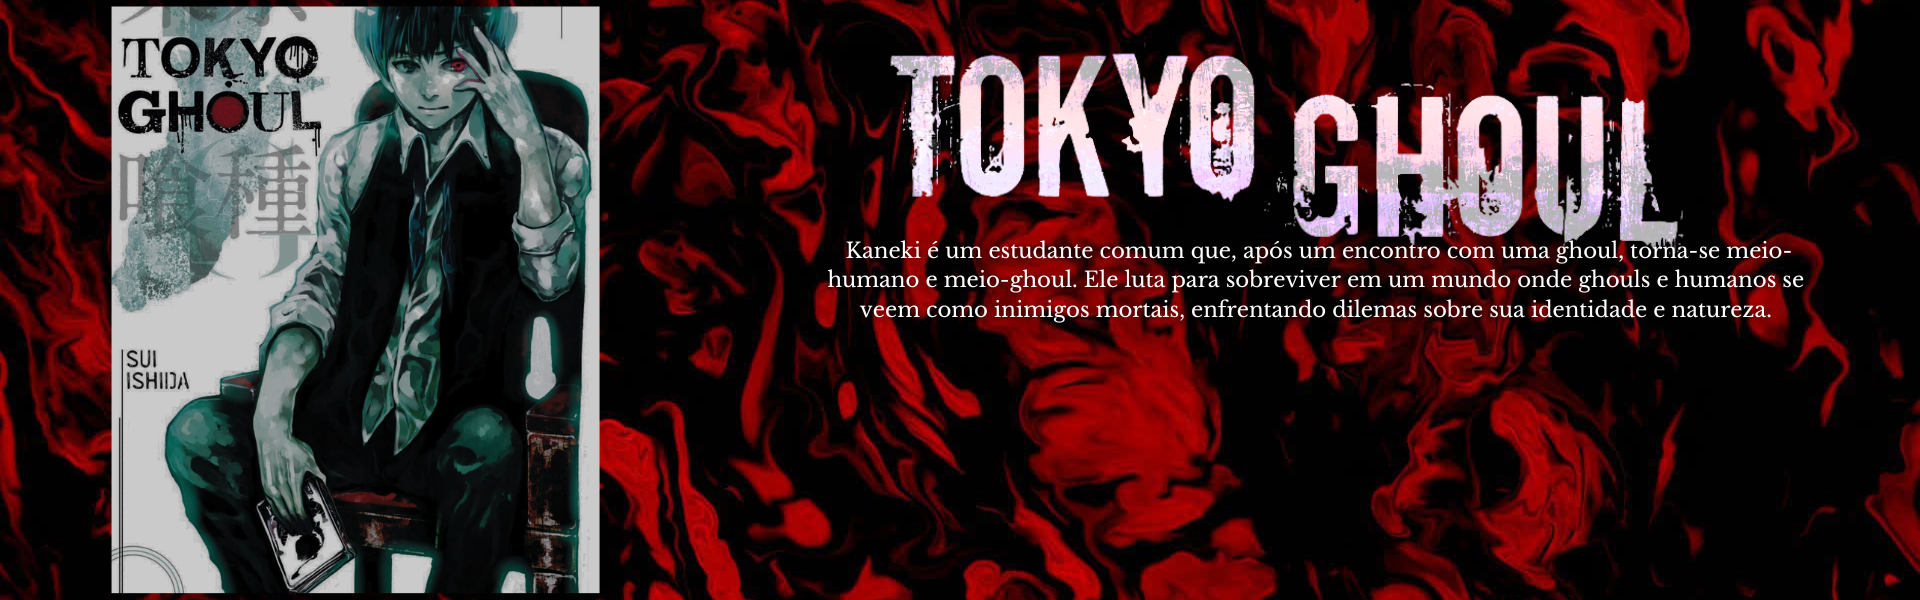 TOKYO
GHOUL
喰種
SUI
ISHIDA
TOKYO GHOUL
Kaneki é um estudante comum que, após um encontro com uma ghoul, torna-se meio-
humano e meio-ghoul. Ele luta para sobreviver em um mundo onde ghouls e humanos se
veem como inimigos mortais, enfrentando dilemas sobre sua identidade e natureza.